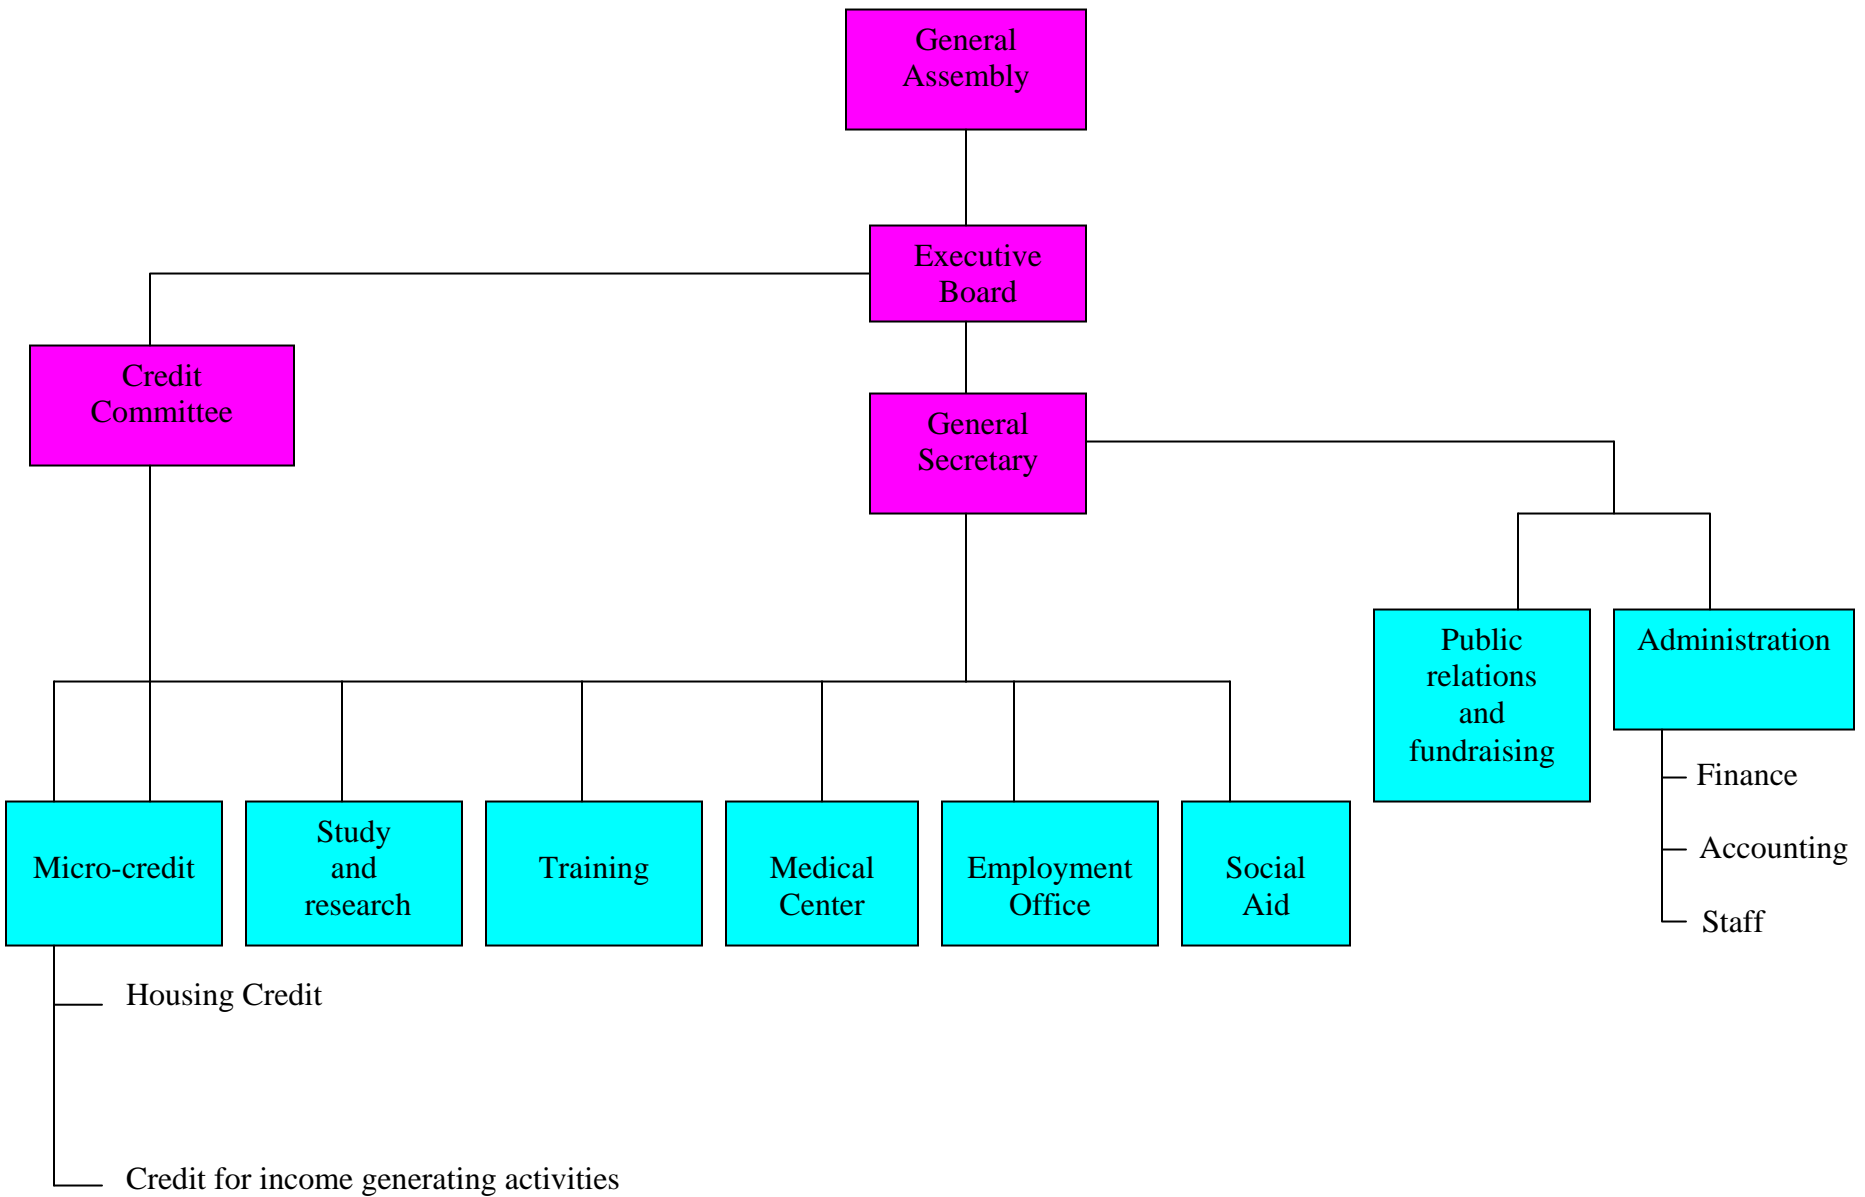 General
Assembly
Executive
Board
Credit
Committee
General
Secretary
Public
relations
and
fundraising
Administration
Finance
Accounting
Staff
Micro-credit
Study
and
research
Training
Medical
Center
Employment
Office
Social
Aid
Housing Credit
Credit for income generating activities